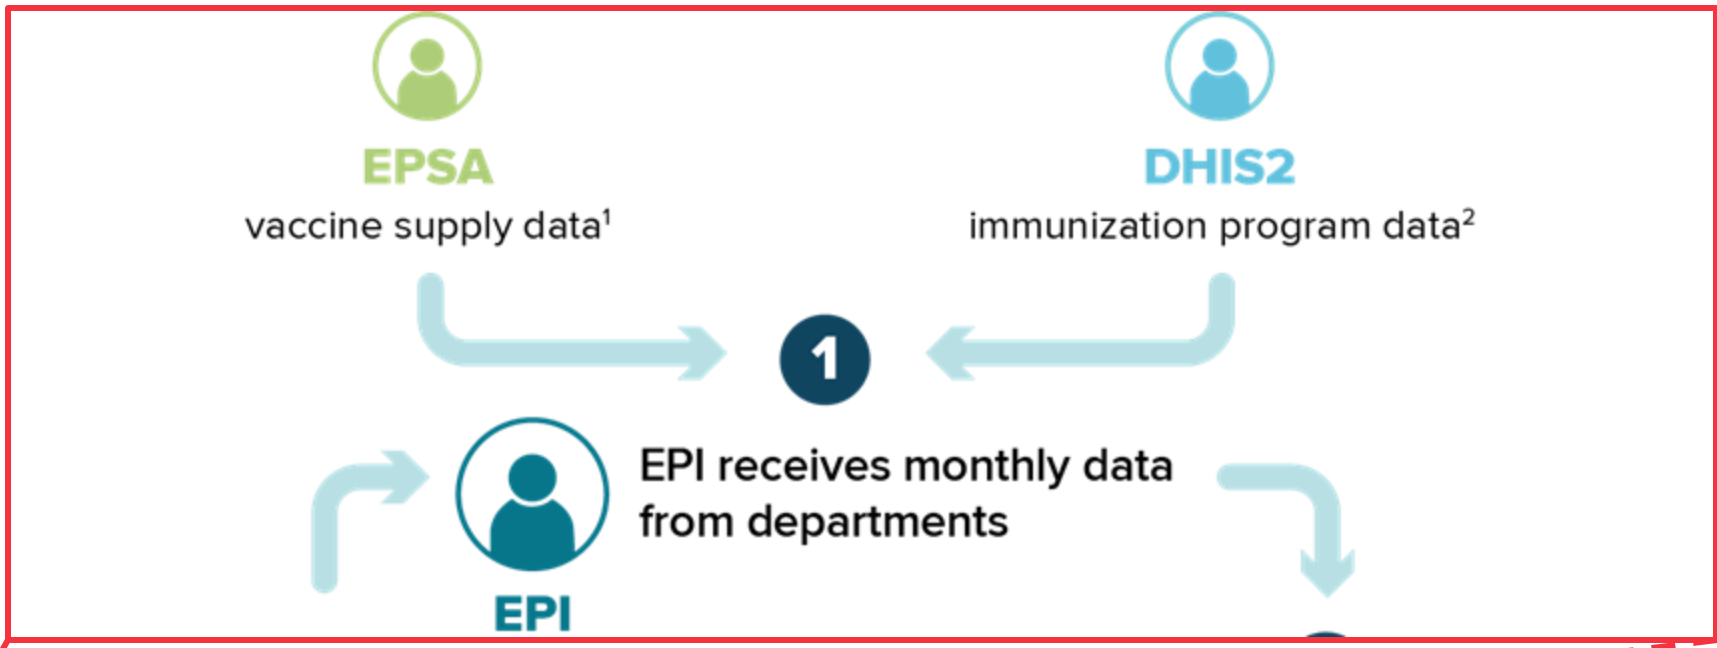 EPSA
vaccine supply data¹
DHIS2
immunization program data²
1
EPI receives monthly data
from departments
EPI